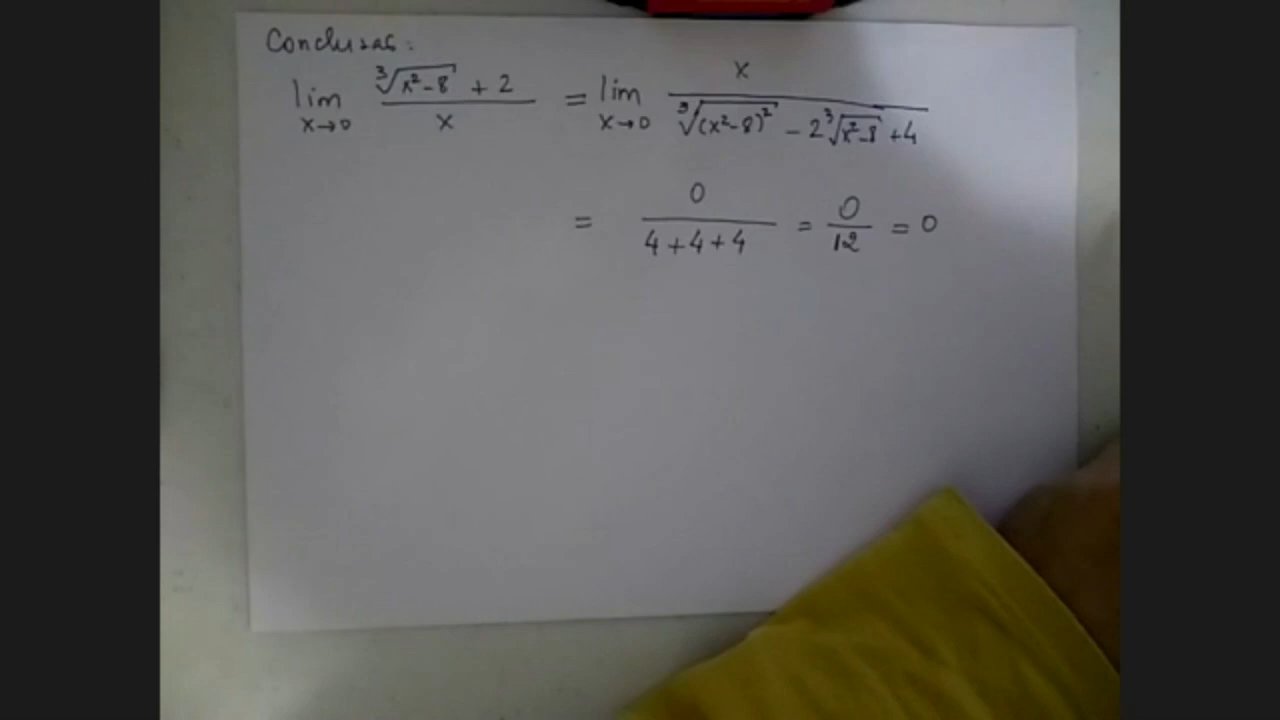 Conclusão:
lim x→0 (∛(x²-8) + 2)/x = lim x→0 x/(∛(x²-8)² - 2∛(x²-8) + 4)
= 0/(4+4+4) = 0/12 = 0